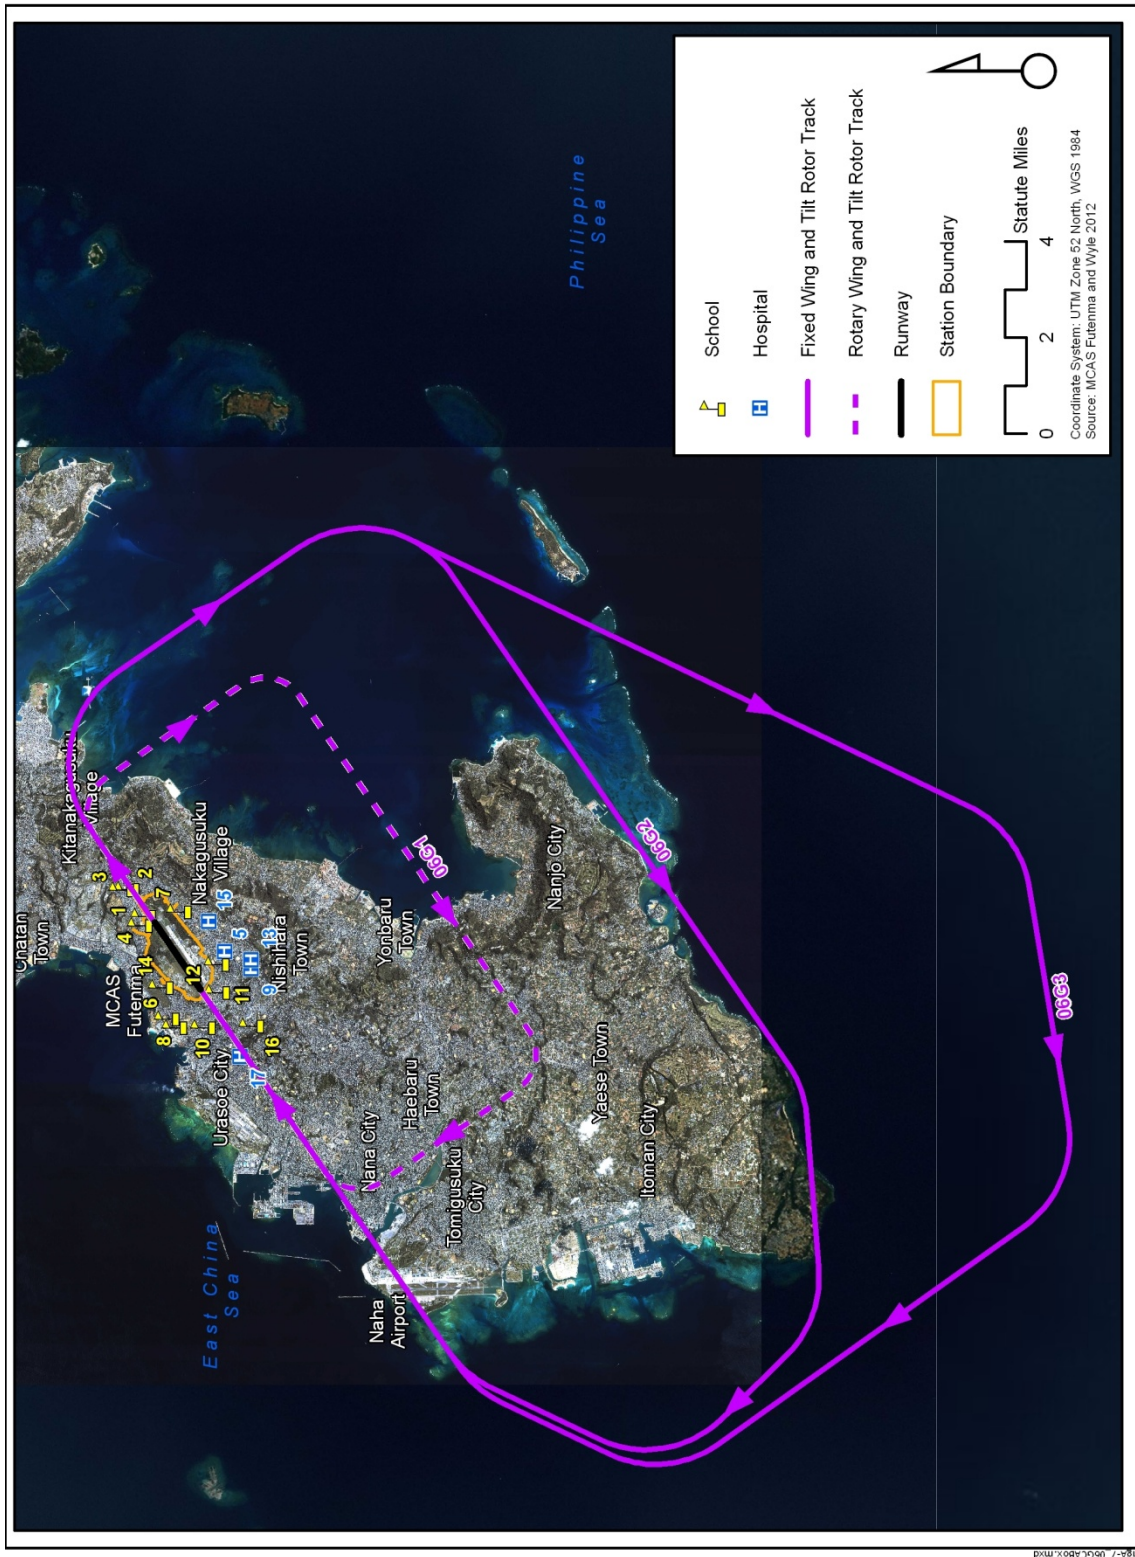 Chatan
Town
Kitanakagusuku
Village
3
2
1
4
7
Nakagusuku
Village
15
MCAS
Futenma
14
12
5
13
6
8
9
Nishihara
Town
11
10
16
Urasoe City
17
Yonbaru
Town
06G1
Haebaru
Town
Naha City
Tomigusuku
City
Naha
Airport
East China
Sea
Nanjo City
06G2
Yaese Town
Itoman City
06G3
Philippine
Sea
School
Hospital
Fixed Wing and Tilt Rotor Track
Rotary Wing and Tilt Rotor Track
Runway
Station Boundary
0 2 4
Statute Miles
Coordinate System: UTM Zone 52 North, WGS 1984
Source: MCAS Futenma and Wyle 2012